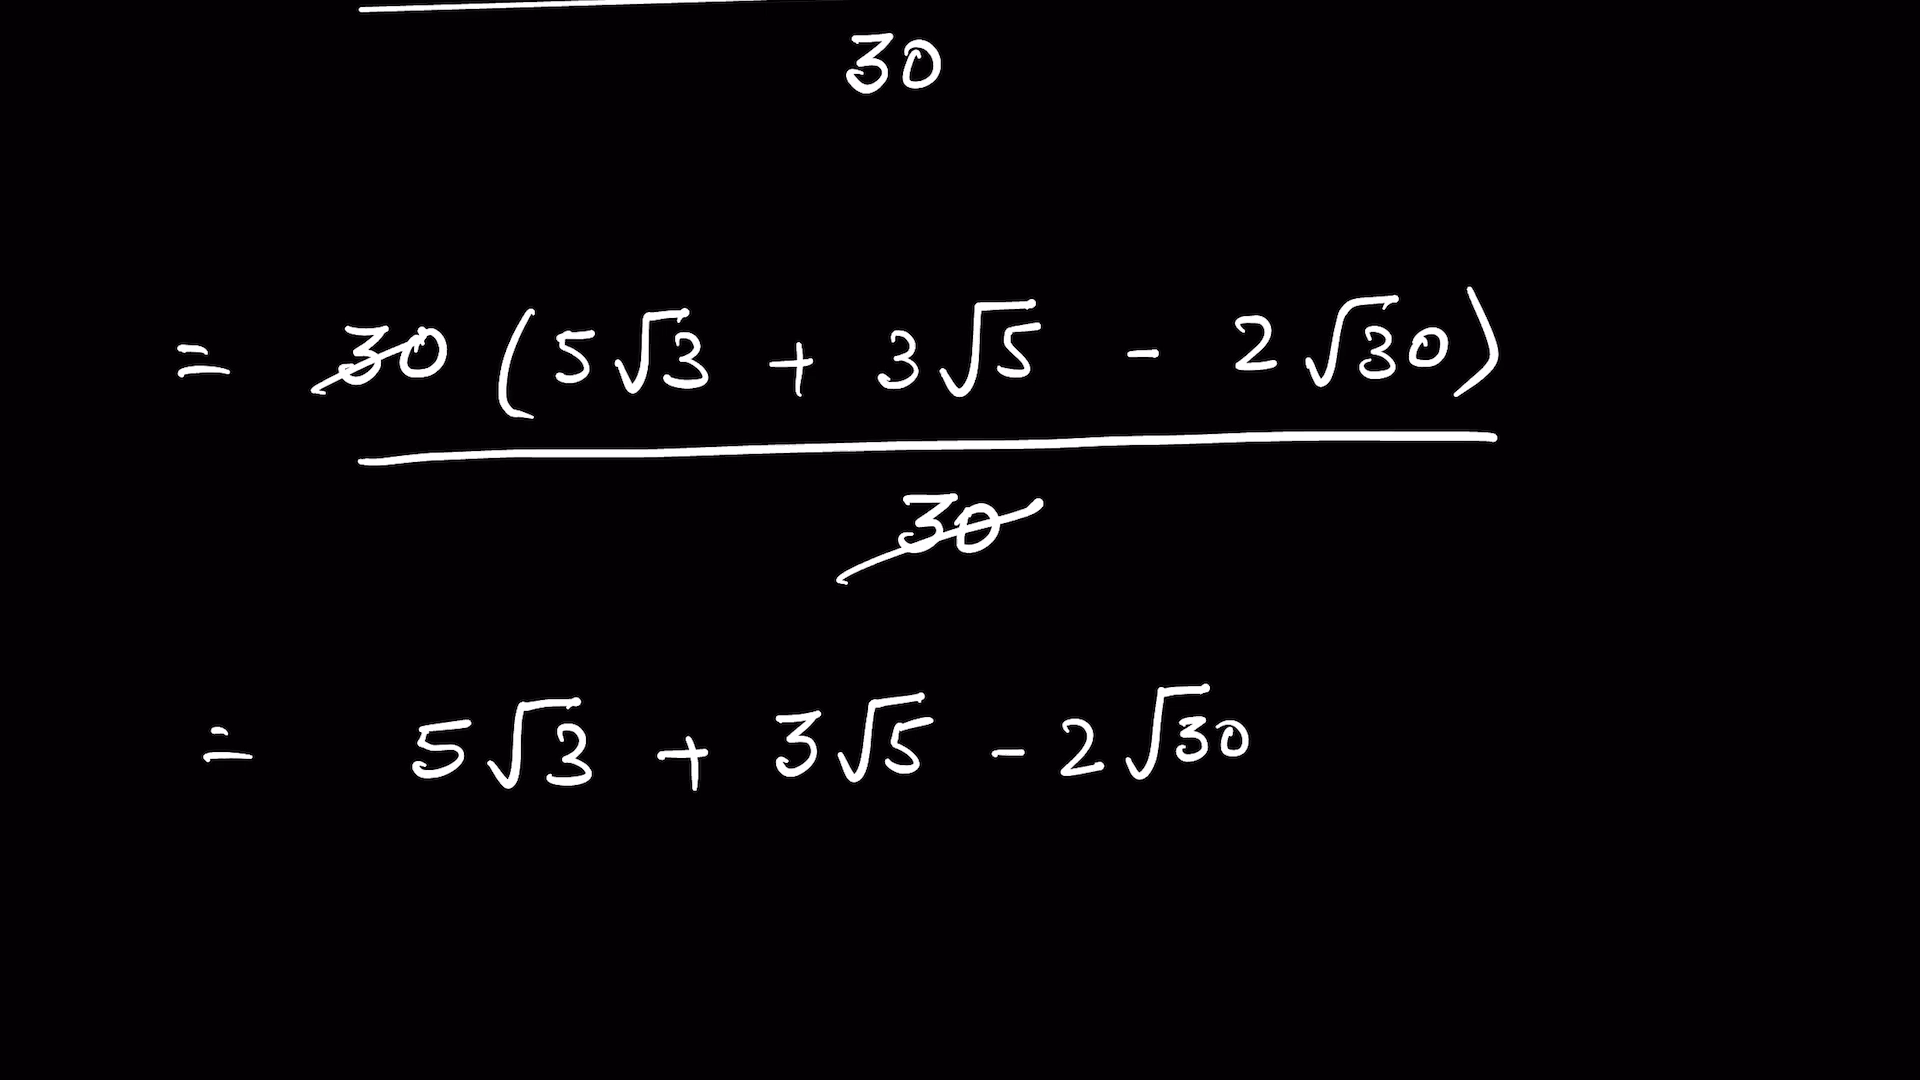 30
= 30 (5√3 + 3√5 - 2√30)
30
= 5√3 + 3√5 - 2√30